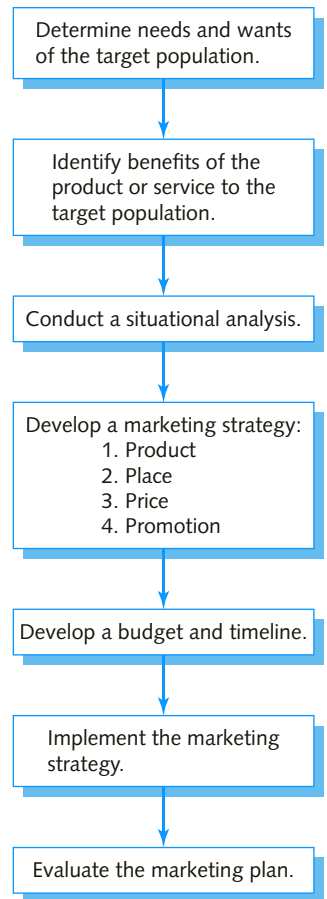 Determine needs and wants
of the target population.
Identify benefits of the
product or service to the
target population.
Conduct a situational analysis.
Develop a marketing strategy:
1. Product
2. Place
3. Price
4. Promotion
Develop a budget and timeline.
Implement the marketing
strategy.
Evaluate the marketing plan.